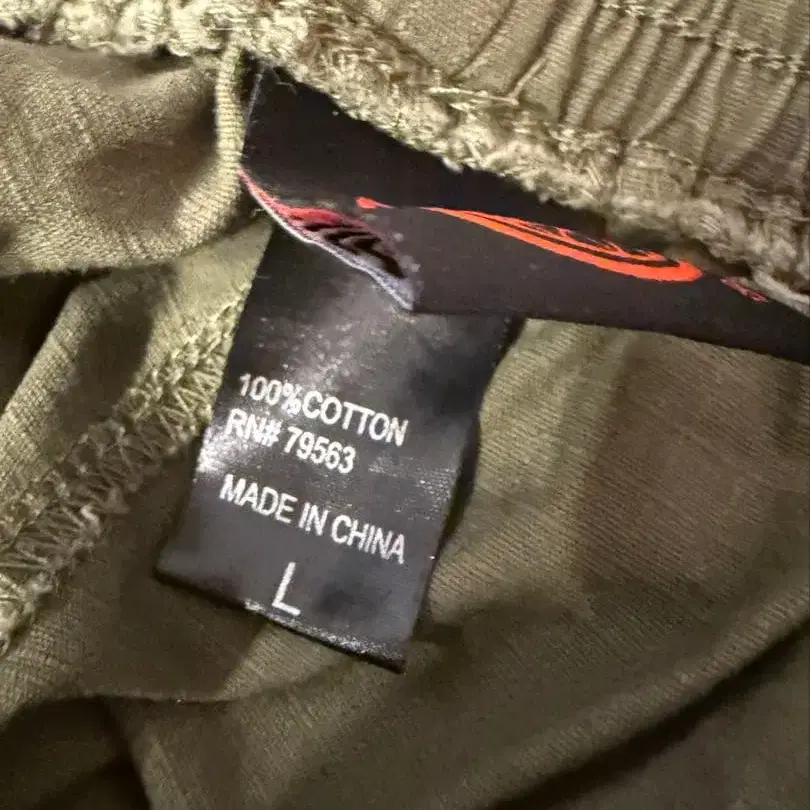 100%COTTON
RN# 79563
MADE IN CHINA
L